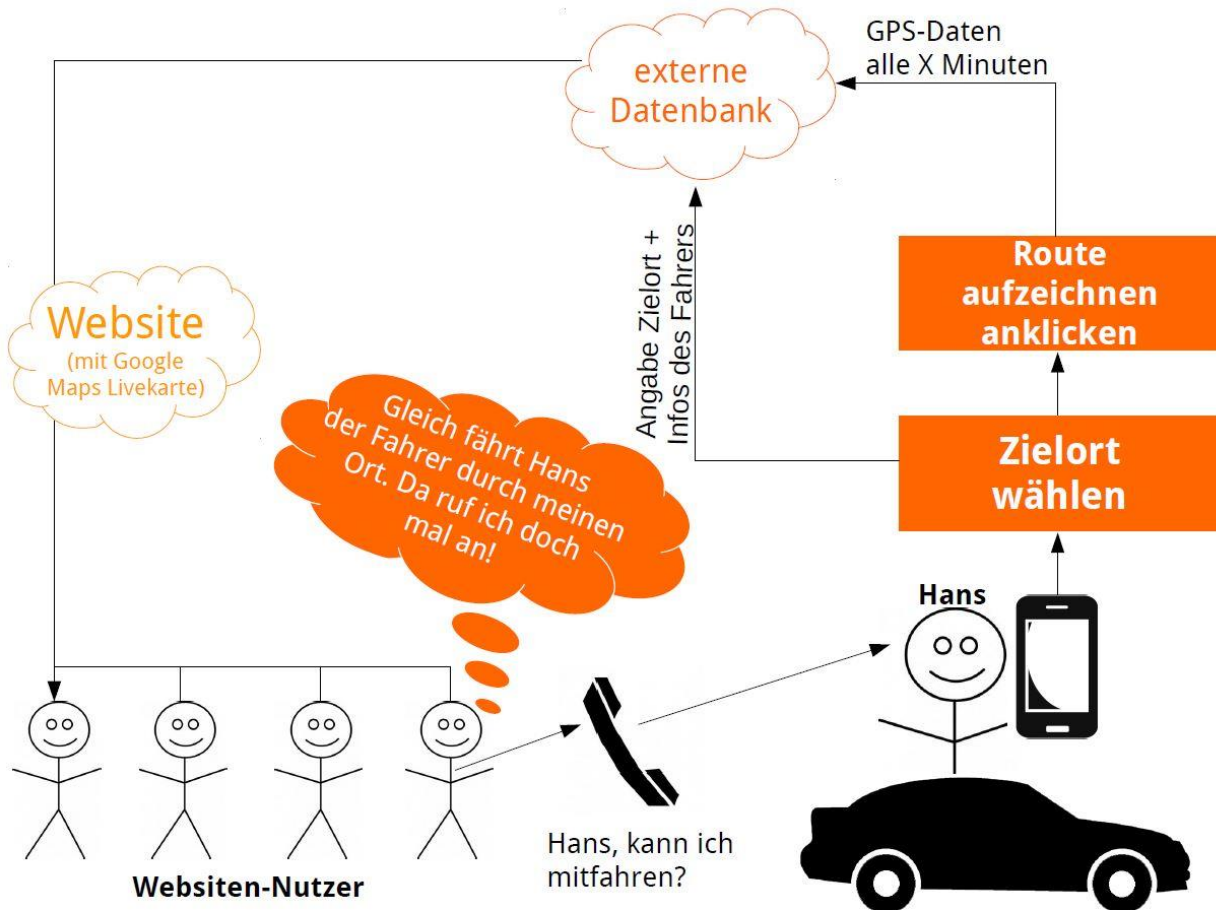 GPS-Daten
alle X Minuten
externe
Datenbank
Angabe Zielort +
Infos des Fahrers
Route
aufzeichnen
anklicken
Website
(mit Google
Maps Livekarte)
Gleich fährt Hans
der Fahrer durch meinen
Ort. Da ruf ich doch
mal an!
Zielort
wählen
Hans
Hans, kann ich
mitfahren?
Websiten-Nutzer